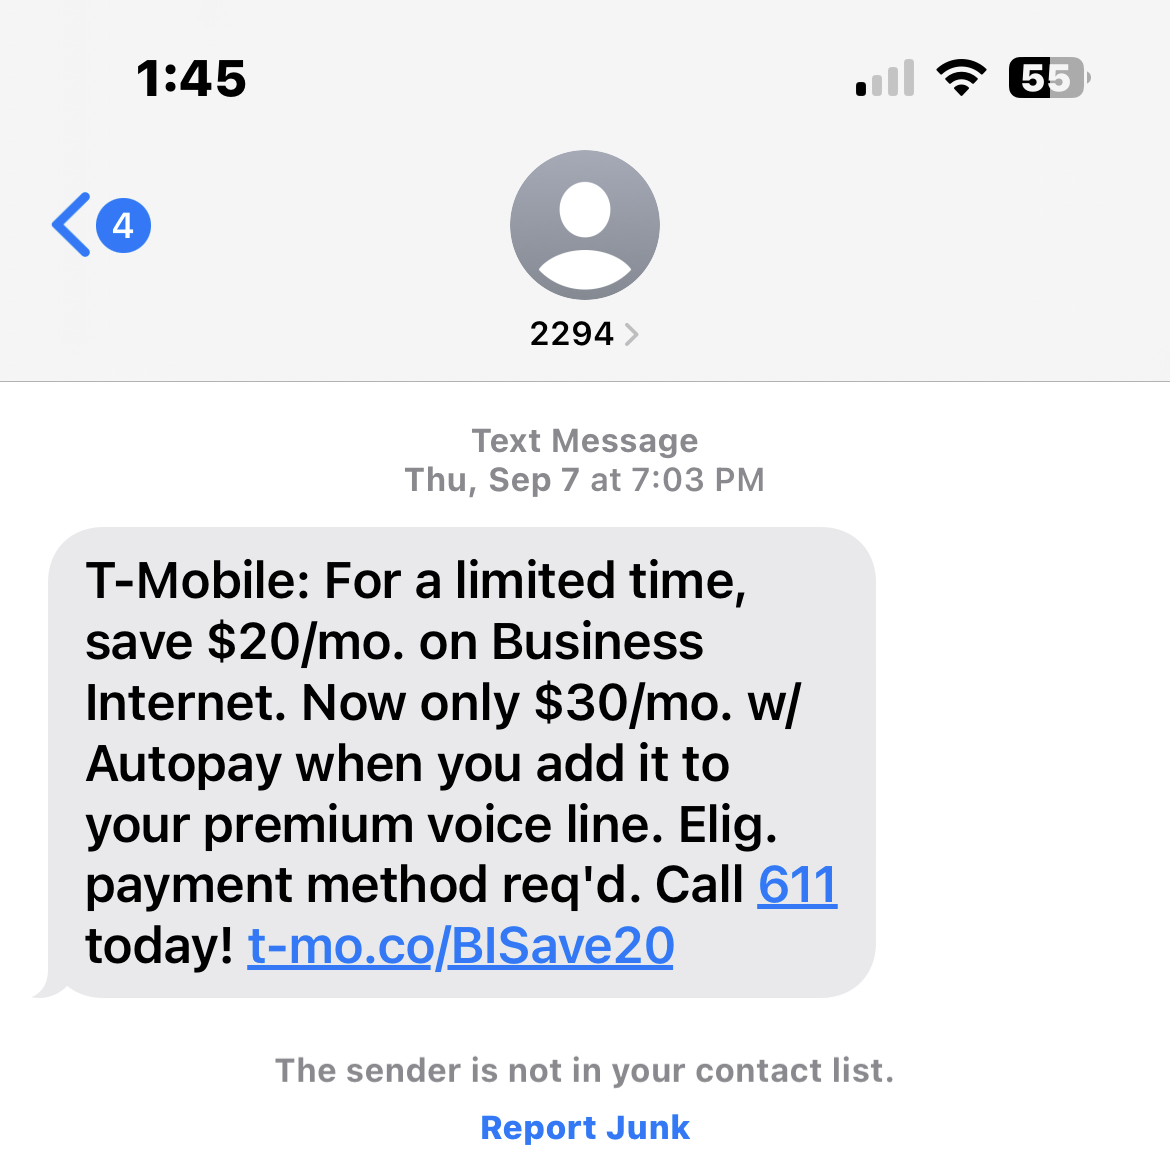 1:45
55
4
2294
Text Message
Thu, Sep 7 at 7:03 PM
T-Mobile: For a limited time,
save $20/mo. on Business
Internet. Now only $30/mo. w/
Autopay when you add it to
your premium voice line. Elig.
payment method req'd. Call 611
today! t-mo.co/BISave20
The sender is not in your contact list.
Report Junk